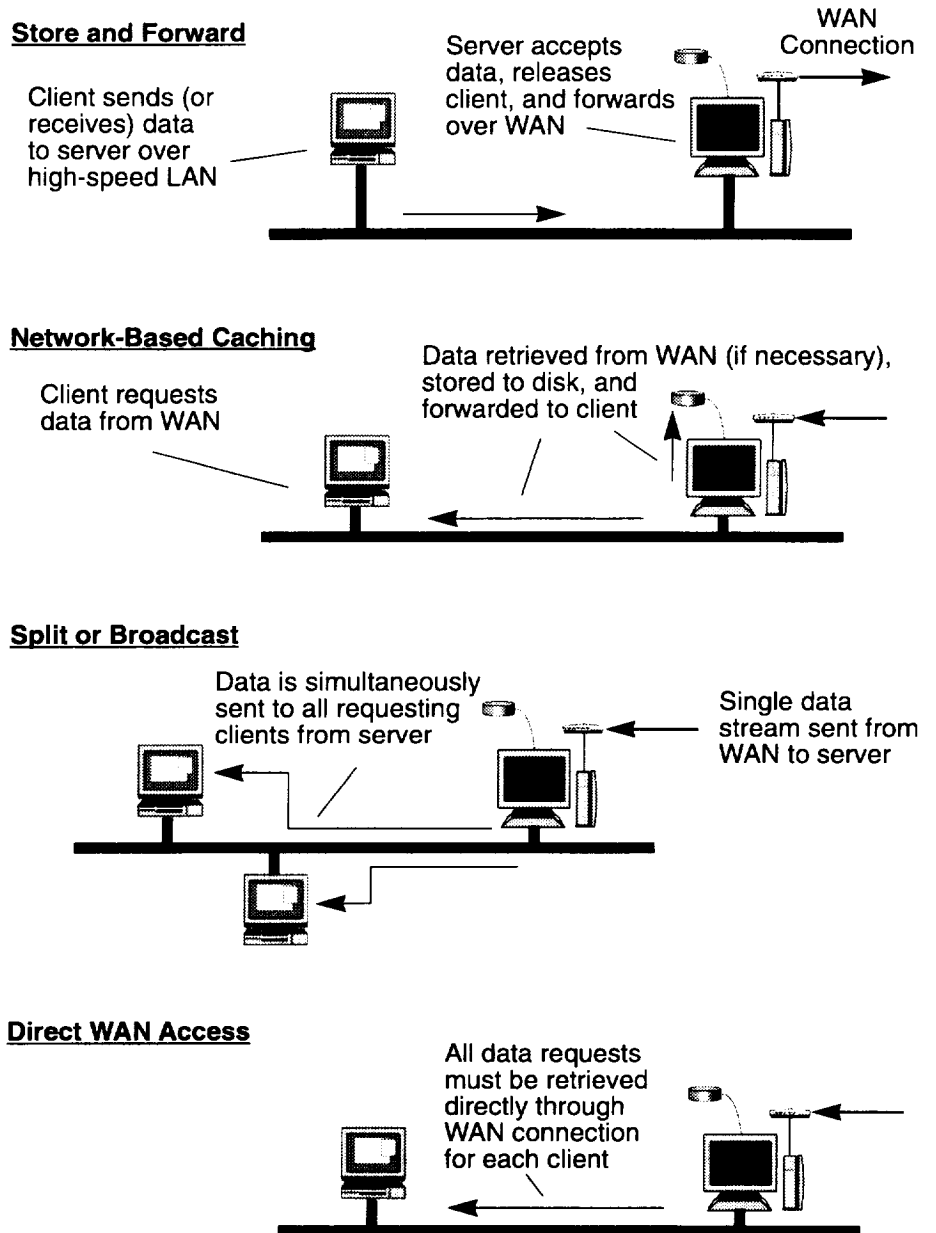 Store and Forward
Client sends (or
receives) data
to server over
high-speed LAN
Server accepts
data, releases
client, and forwards
over WAN
WAN
Connection
Network-Based Caching
Client requests
data from WAN
Data retrieved from WAN (if necessary),
stored to disk, and
forwarded to client
Split or Broadcast
Data is simultaneously
sent to all requesting
clients from server
Single data
stream sent from
WAN to server
Direct WAN Access
All data requests
must be retrieved
directly through
WAN connection
for each client